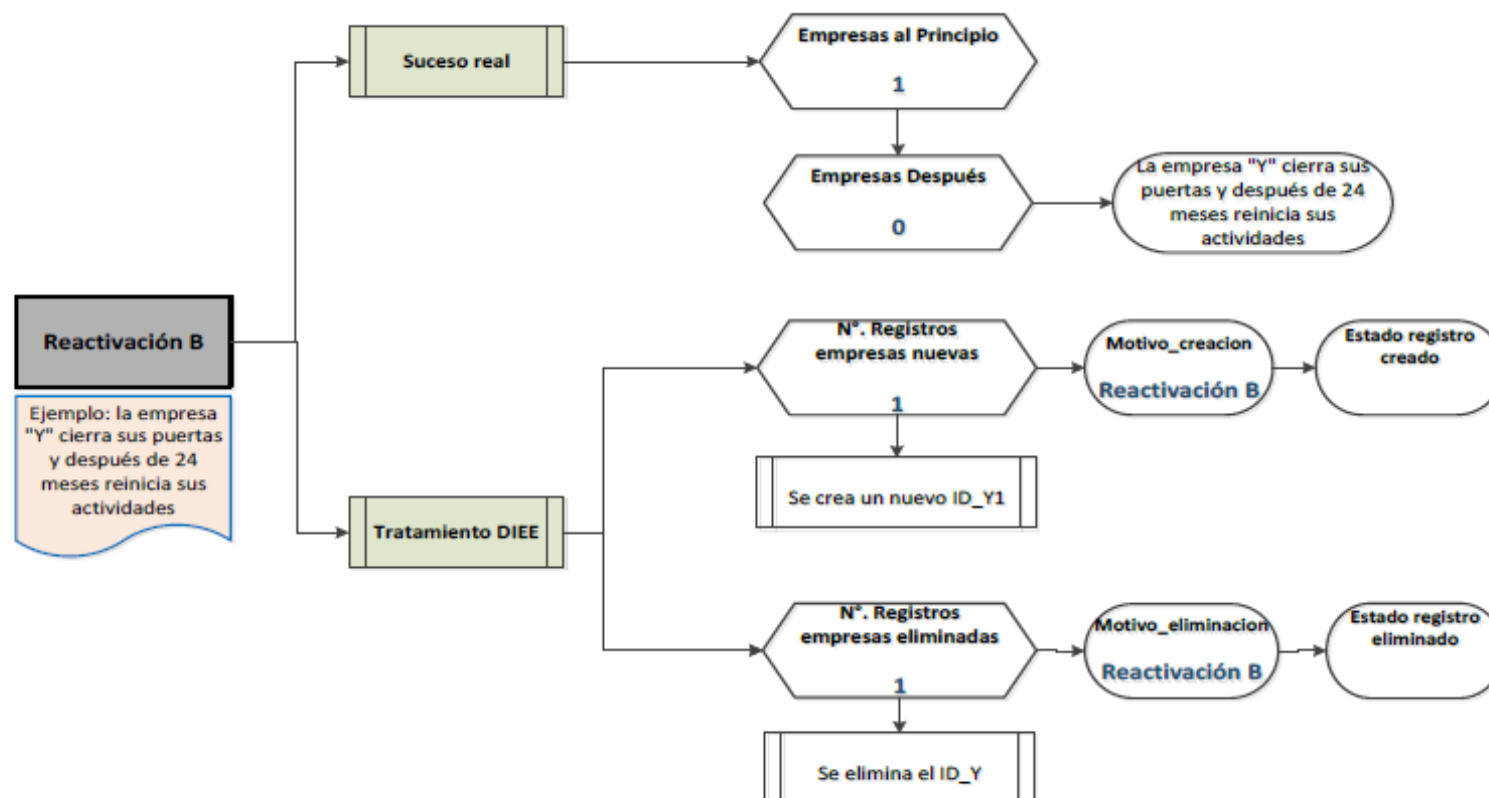 Suceso real
Empresas al Principio
1
Empresas Después
0
La empresa "Y" cierra sus
puertas y después de 24
meses reinicia sus
actividades
Reactivación B
Ejemplo: la empresa
"Y" cierra sus puertas
y después de 24
meses reinicia sus
actividades
Tratamiento DIEE
N°. Registros
empresas nuevas
1
Motivo_creacion
Reactivación B
Estado registro
creado
Se crea un nuevo ID_Y1
N°. Registros
empresas eliminadas
1
Motivo_eliminacion
Reactivación B
Estado registro
eliminado
Se elimina el ID_Y